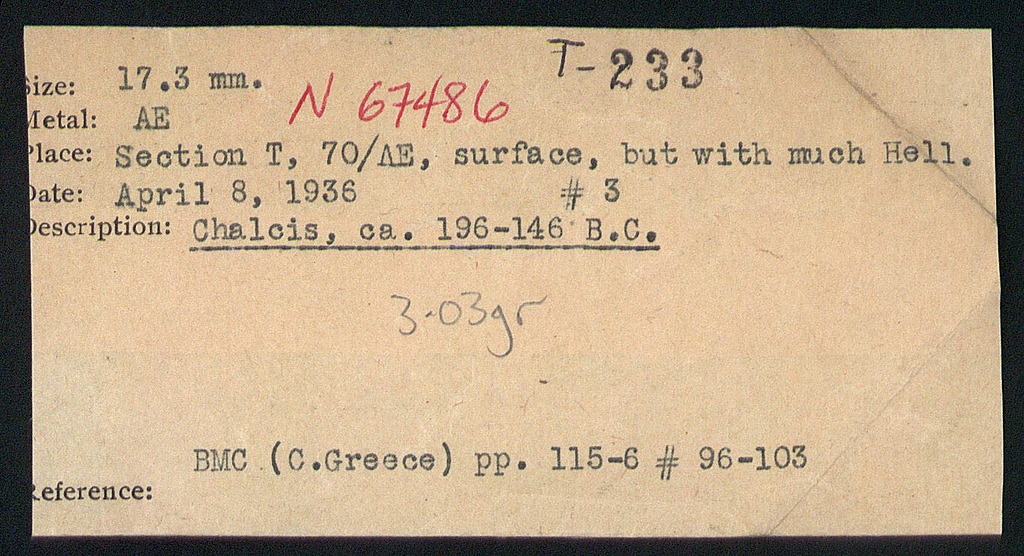 T-233
Size: 17.3 mm.
N 67486
Metal: AE
Place: Section T, 70/ΛE, surface, but with much Hell.
Date: April 8, 1936 # 3
Description: Chalcis, ca. 196-146 B.C.
3.03gr
BMC (C.Greece) pp. 115-6 # 96-103
Reference: